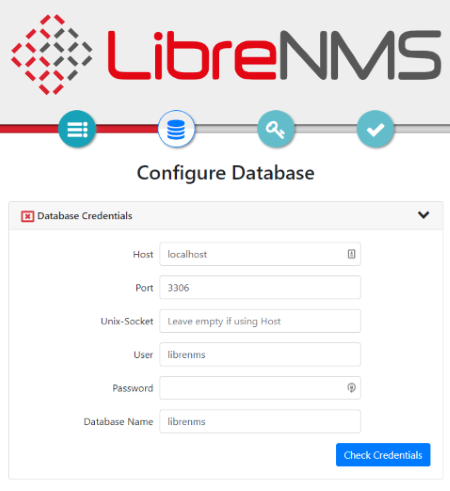 LibreNMS
Configure Database
Database Credentials
Host localhost
Port 3306
Unix-Socket Leave empty if using Host
User librenms
Password
Database Name librenms
Check Credentials